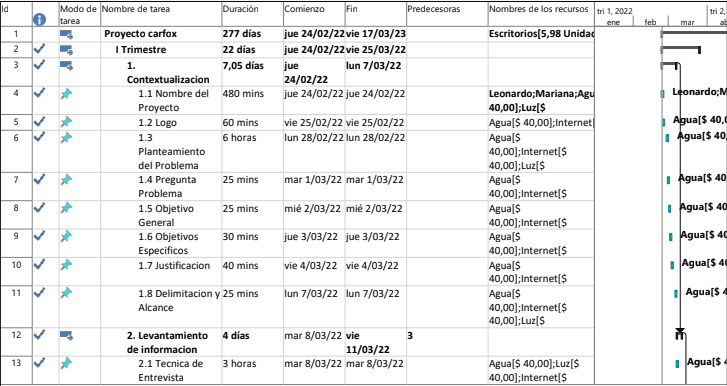 Id Modo de tarea Nombre de tarea Duración Comienzo Fin Predecesoras Nombres de los recursos tri 1, 2022 tri 2,
ene feb mar ab
1 Proyecto carfox 277 días jue 24/02/22 vie 17/03/23 Escritorios[5,98 Unidad
2 I Trimestre 22 días jue 24/02/22 vie 25/03/22
3 1. Contextualizacion 7,05 días jue 24/02/22 lun 7/03/22
4 1.1 Nombre del Proyecto 480 mins jue 24/02/22 jue 24/02/22 Leonardo;Mariana;Agu 40,00];Luz[$ Leonardo;M
5 1.2 Logo 60 mins vie 25/02/22 vie 25/02/22 Agua[$ 40,00];Internet[ Agua[$ 40,0
6 1.3 Planteamiento del Problema 6 horas lun 28/02/22 lun 28/02/22 Agua[$ 40,00];Internet[$ 40,00];Luz[$ Agua[$ 40,
7 1.4 Pregunta Problema 25 mins mar 1/03/22 mar 1/03/22 Agua[$ 40,00];Internet[$ Agua[$ 40,
8 1.5 Objetivo General 25 mins mié 2/03/22 mié 2/03/22 Agua[$ 40,00];Internet[$ Agua[$ 40
9 1.6 Objetivos Especificos 30 mins jue 3/03/22 jue 3/03/22 Agua[$ 40,00];Internet[$ Agua[$ 40
10 1.7 Justificacion 40 mins vie 4/03/22 vie 4/03/22 Agua[$ 40,00];Internet[$ Agua[$ 4
11 1.8 Delimitacion y Alcance 25 mins lun 7/03/22 lun 7/03/22 Agua[$ 40,00];Internet[$ 40,00];Luz[$ Agua[$ 4
12 2. Levantamiento de informacion 4 días mar 8/03/22 vie 11/03/22 3
13 2.1 Tecnica de Entrevista 3 horas mar 8/03/22 mar 8/03/22 Agua[$ 40,00];Luz[$ 40,00];Internet[$ Agua[$ 4